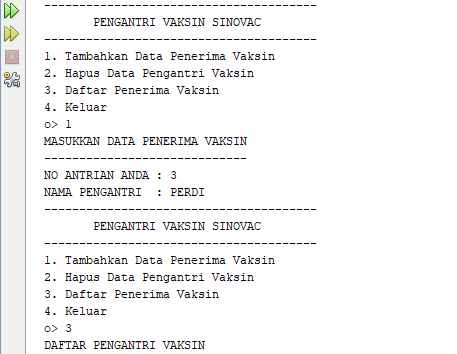 ---------------------------------------
PENGANTRI VAKSIN SINOVAC
---------------------------------------
1. Tambahkan Data Penerima Vaksin
2. Hapus Data Pengantri Vaksin
3. Daftar Penerima Vaksin
4. Keluar
o> 1
MASUKKAN DATA PENERIMA VAKSIN
-----------------------------
NO ANTRIAN ANDA : 3
NAMA PENGANTRI  : PERDI
---------------------------------------
PENGANTRI VAKSIN SINOVAC
---------------------------------------
1. Tambahkan Data Penerima Vaksin
2. Hapus Data Pengantri Vaksin
3. Daftar Penerima Vaksin
4. Keluar
o> 3
DAFTAR PENGANTRI VAKSIN